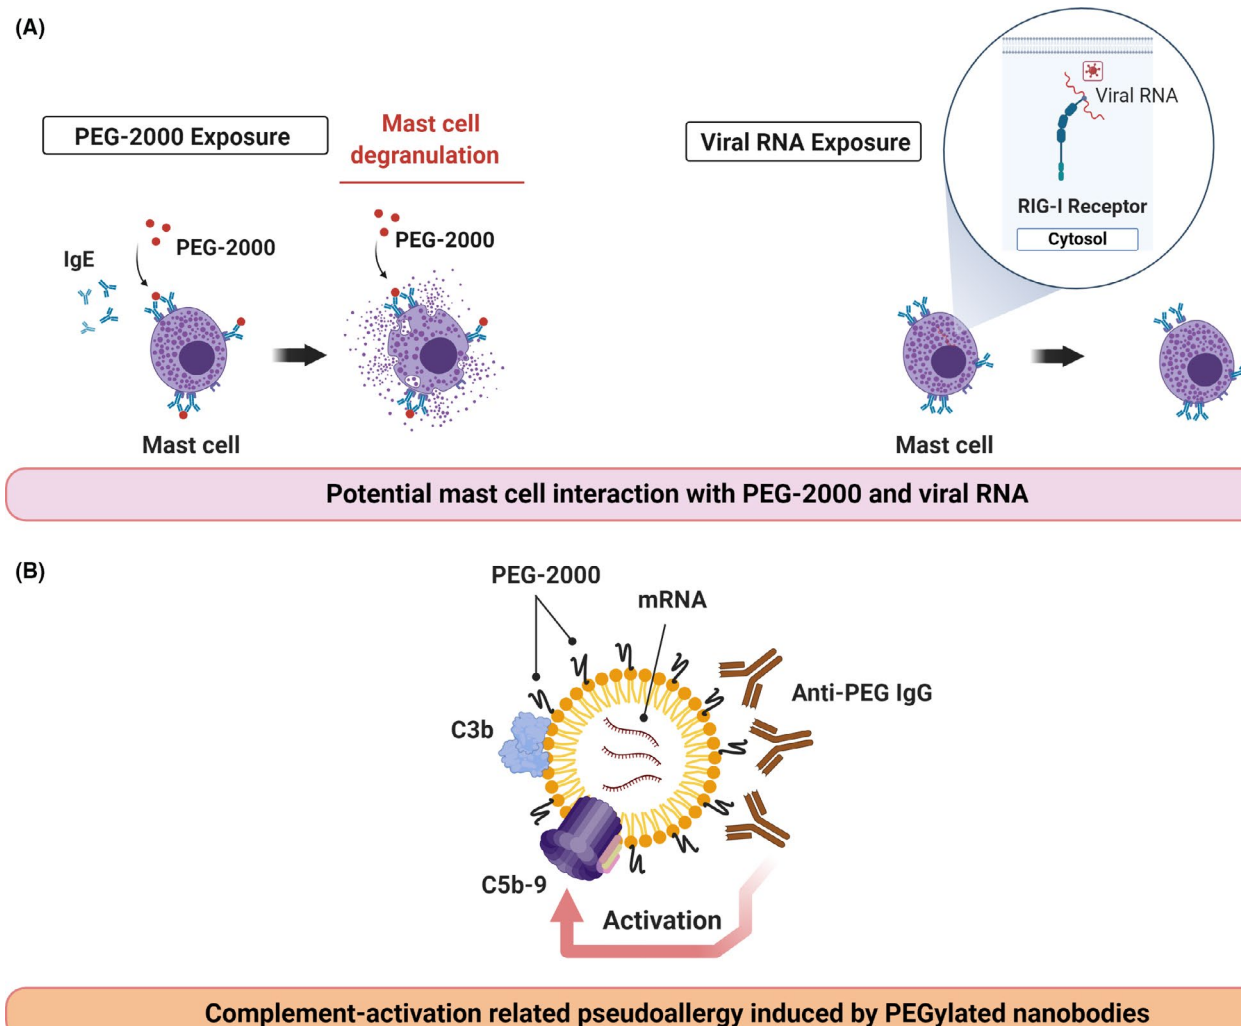 (A)
PEG-2000 Exposure
Mast cell
degranulation
Viral RNA Exposure
Viral RNA
RIG-I Receptor
Cytosol
IgE
PEG-2000
PEG-2000
Mast cell
Mast cell
Potential mast cell interaction with PEG-2000 and viral RNA
(B)
PEG-2000
mRNA
Anti-PEG IgG
C3b
C5b-9
Activation
Complement-activation related pseudoallergy induced by PEGylated nanobodies